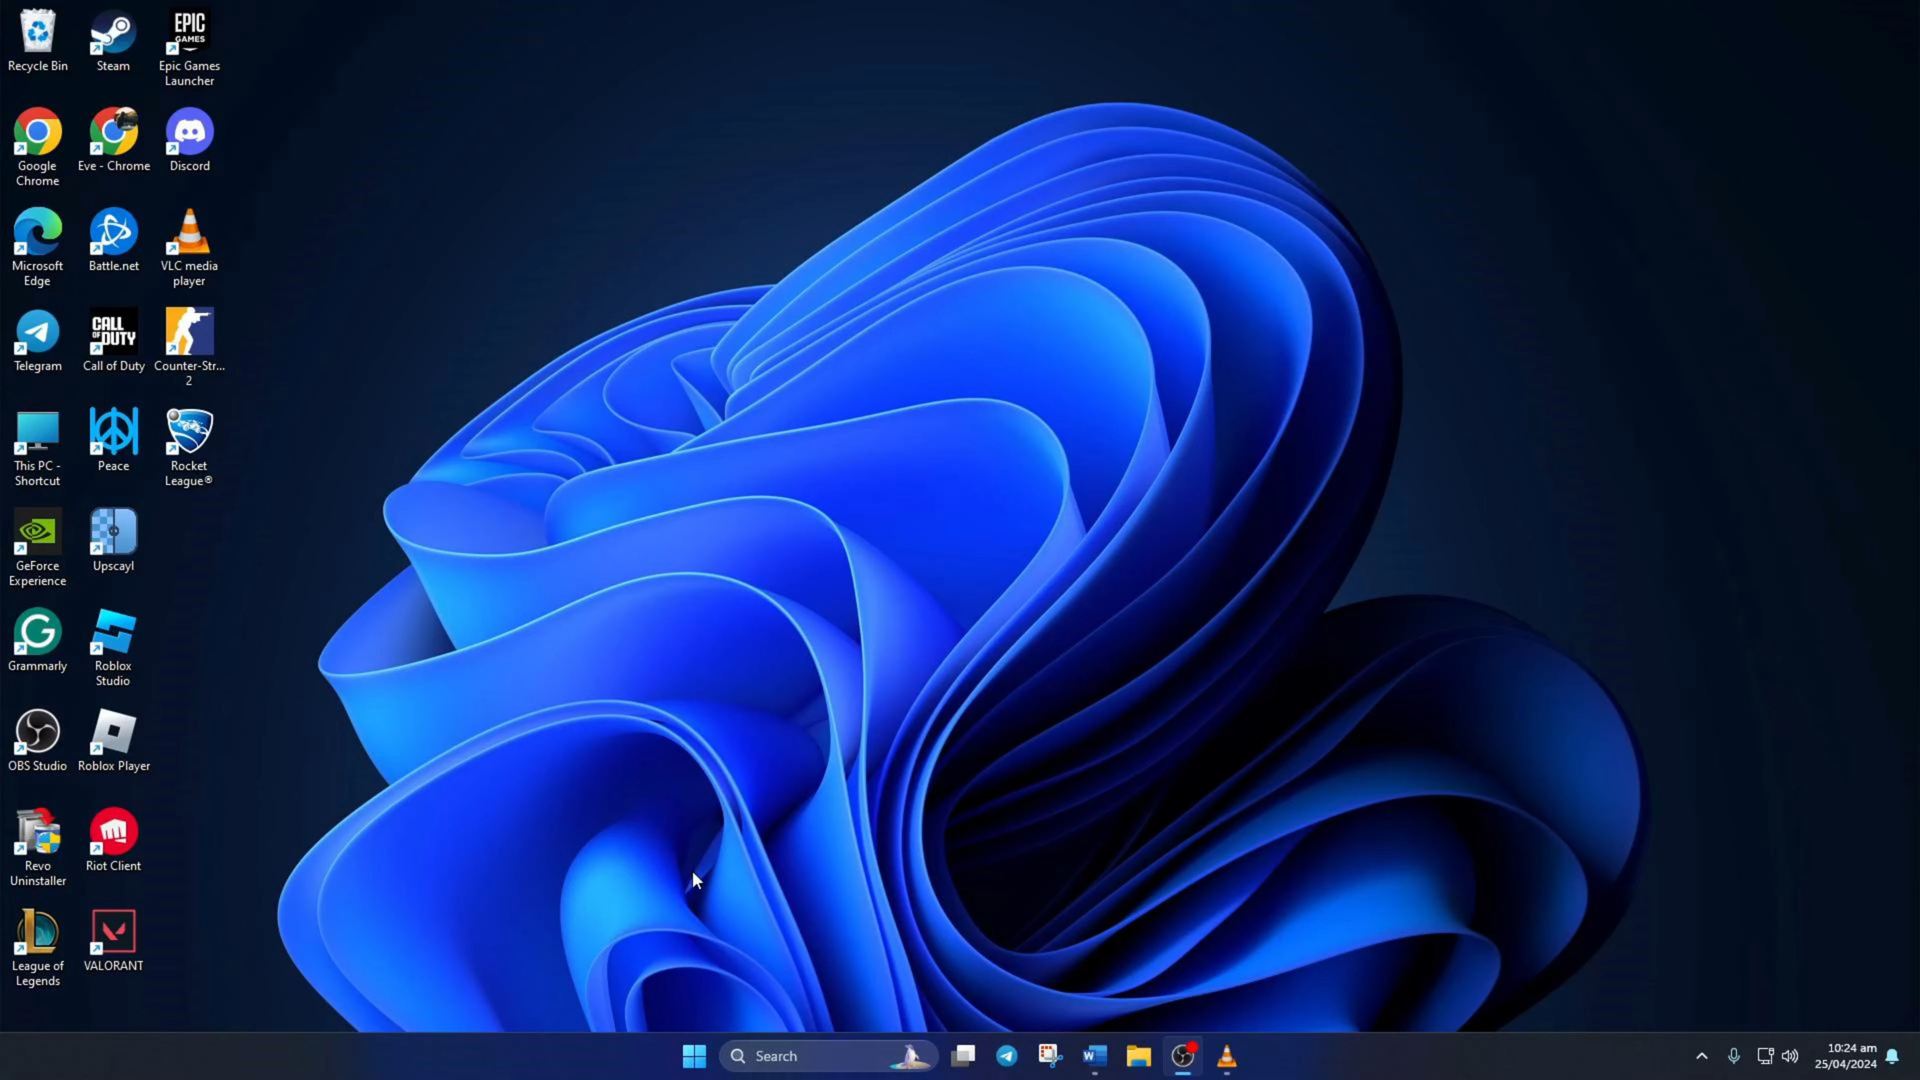 Recycle Bin
Steam
EPIC
GAMES
Epic Games
Launcher
Google
Chrome
Eve - Chrome
Discord
Microsoft
Edge
Battle.net
VLC media
player
Telegram
CALL
OF DUTY
Call of Duty
Counter-Str...
2
This PC -
Shortcut
Peace
Rocket
League®
GeForce
Experience
Upscayl
Grammarly
Roblox
Studio
OBS Studio
Roblox Player
Revo
Uninstaller
Riot Client
League of
Legends
VALORANT
Search
10:24 am
25/04/2024